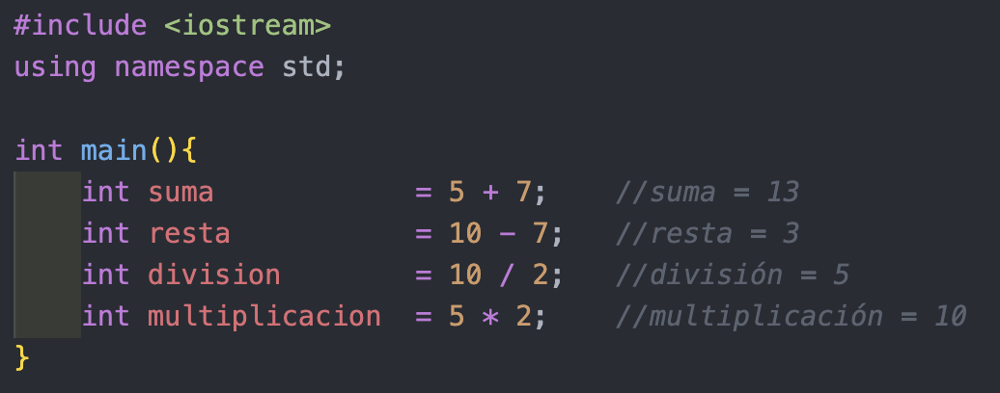 #include <iostream>
using namespace std;
int main(){
int suma = 5 + 7; //suma = 13
int resta = 10 - 7; //resta = 3
int division = 10 / 2; //división = 5
int multiplicacion = 5 * 2; //multiplicación = 10
}